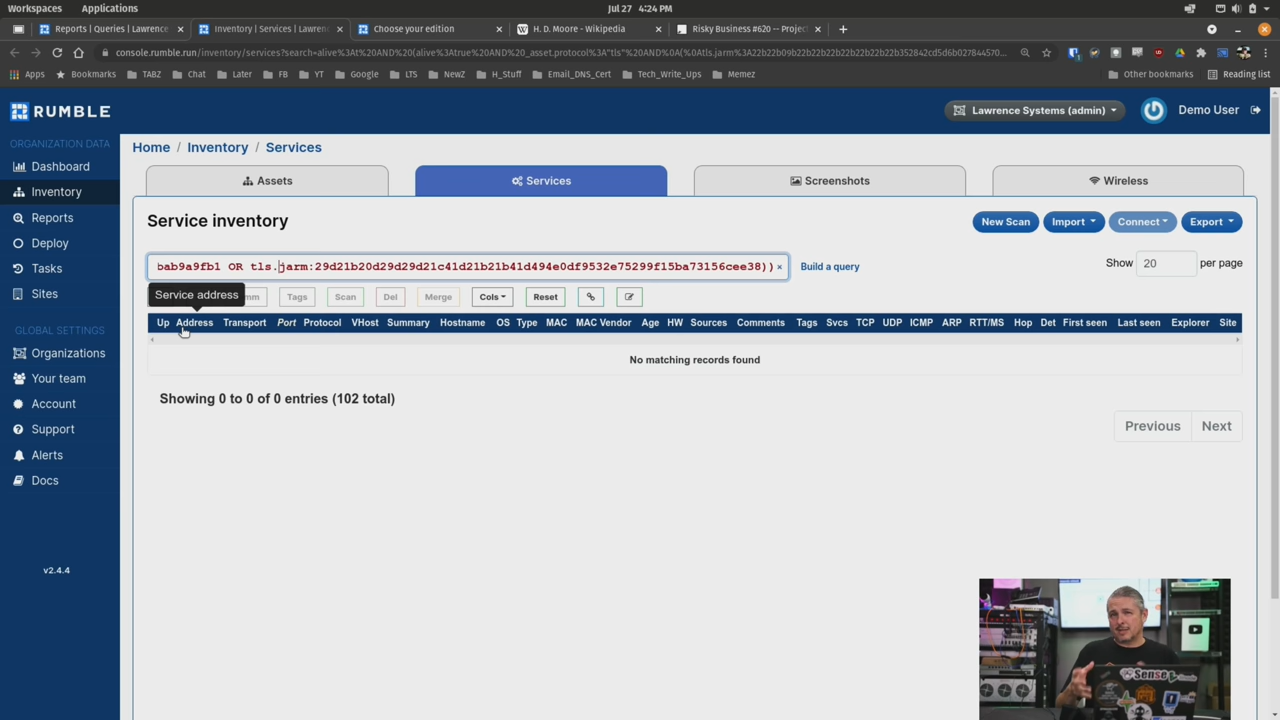 Workspaces Applications Jul 27 4:24 PM
Reports | Queries | Lawrence Inventory | Services | Lawren Choose your edition H. D. Moore - Wikipedia Risky Business #620 -- Projec
console.rumble.run/inventory/services?search=alive%3At%20AND%20(alive%3Atrue%20AND%20_asset.protocol%3A"tls"%20AND%20A(%0Atls.jarm%3A22b22b09b22b22b22b22b22b22b22b352842cd5d6b0278445702...
Apps Bookmarks TABZ Chat Later FB YT Google LTS NewZ H_Stuff Email_DNS_Cert Tech_Write_Ups Memez Other bookmarks Reading list
RUMBLE
Lawrence Systems (admin) Demo User
ORGANIZATION DATA
Dashboard
Inventory
Reports
Deploy
Tasks
Sites
GLOBAL SETTINGS
Organizations
Your team
Account
Support
Alerts
Docs
v2.4.4
Home / Inventory / Services
Assets Services Screenshots Wireless
Service inventory
New Scan Import Connect Export
bab9a9fb1 OR tls.jarm:29d21b20d29d29d21c41d21b21b41d494e0df9532e75299f15ba73156cee38))
Build a query
Show 20 per page
Service address
mm Tags Scan Del Merge Cols Reset
Up Address Transport Port Protocol VHost Summary Hostname OS Type MAC MAC Vendor Age HW Sources Comments Tags Svcs TCP UDP ICMP ARP RTT/MS Hop Det First seen Last seen Explorer Site
No matching records found
Showing 0 to 0 of 0 entries (102 total)
Previous Next
Sense